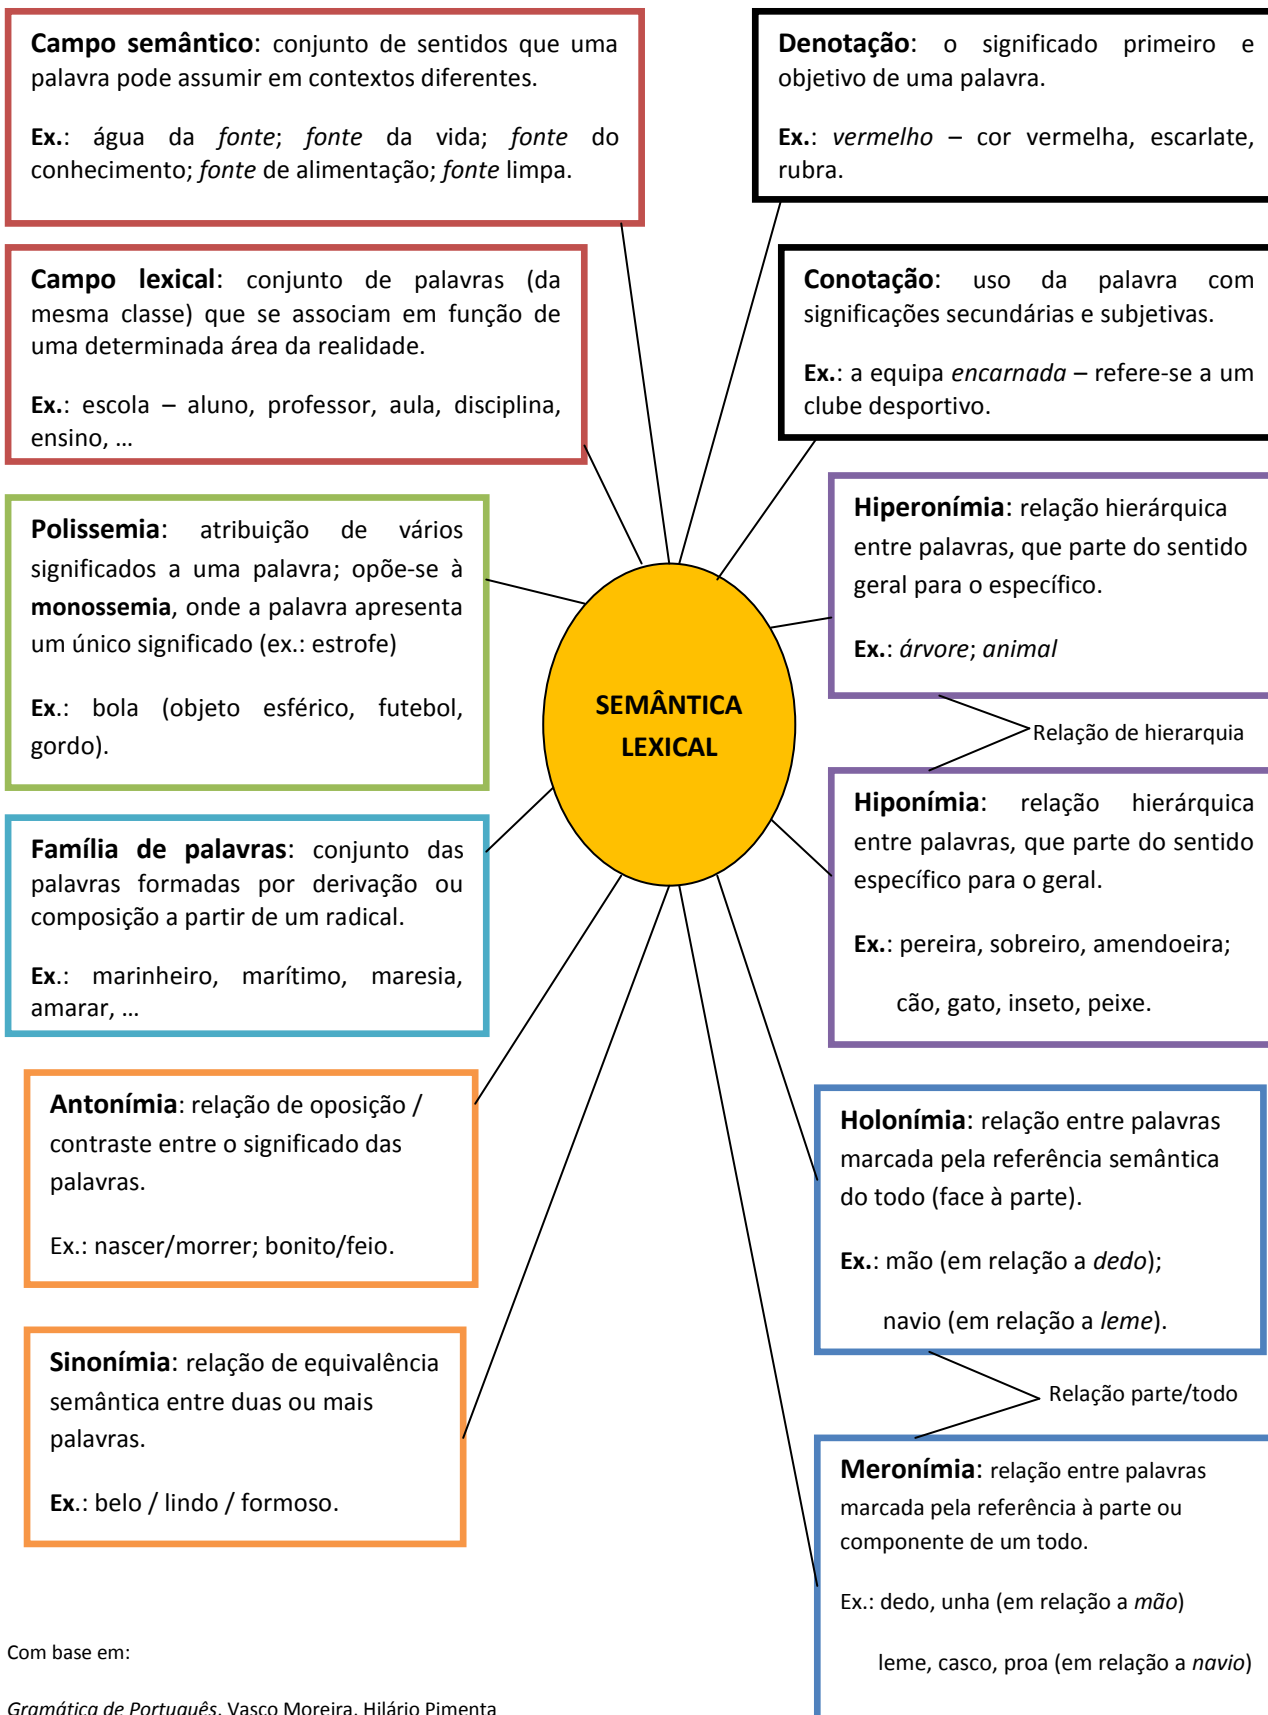 Campo semântico: conjunto de sentidos que uma
palavra pode assumir em contextos diferentes.
Ex.: água da fonte; fonte da vida; fonte do
conhecimento; fonte de alimentação; fonte limpa.
Campo lexical: conjunto de palavras (da
mesma classe) que se associam em função de
uma determinada área da realidade.
Ex.: escola – aluno, professor, aula, disciplina,
ensino, …
Polissemia: atribuição de vários
significados a uma palavra; opõe-se à
monossemia, onde a palavra apresenta
um único significado (ex.: estrofe)
Ex.: bola (objeto esférico, futebol,
gordo).
Família de palavras: conjunto das
palavras formadas por derivação ou
composição a partir de um radical.
Ex.: marinheiro, marítimo, maresia,
amarar, …
Antonímia: relação de oposição /
contraste entre o significado das
palavras.
Ex.: nascer/morrer; bonito/feio.
Sinonímia: relação de equivalência
semântica entre duas ou mais
palavras.
Ex.: belo / lindo / formoso.
SEMÂNTICA
LEXICAL
Denotação: o significado primeiro e
objetivo de uma palavra.
Ex.: vermelho – cor vermelha, escarlate,
rubra.
Conotação: uso da palavra com
significações secundárias e subjetivas.
Ex.: a equipa encarnada – refere-se a um
clube desportivo.
Hiperonímia: relação hierárquica
entre palavras, que parte do sentido
geral para o específico.
Ex.: árvore; animal
Relação de hierarquia
Hiponímia: relação hierárquica
entre palavras, que parte do sentido
específico para o geral.
Ex.: pereira, sobreiro, amendoeira;
cão, gato, inseto, peixe.
Holonímia: relação entre palavras
marcada pela referência semântica
do todo (face à parte).
Ex.: mão (em relação a dedo);
navio (em relação a leme).
Relação parte/todo
Meronímia: relação entre palavras
marcada pela referência à parte ou
componente de um todo.
Ex.: dedo, unha (em relação a mão)
leme, casco, proa (em relação a navio)
Com base em:
Gramática de Português, Vasco Moreira, Hilário Pimenta